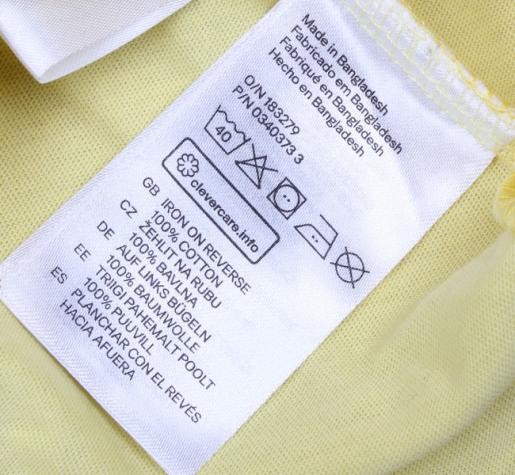 Made in Bangladesh
Fabricado em Bangladesh
Fabriqué en Bangladesh
Hecho en Bangladesh
O/N 183279
P/N 0340373 3
40
clevercare.info
GB IRON ON REVERSE
100% COTTON
CZ ŽEHLIT NA RUBU
100% BAVLNA
DE AUF LINKS BÜGELN
100% BAUMWOLLE
EE TRIIGI PAHEMALT POOLT
100% PUUVILL
ES PLANCHAR CON EL REVÉS
HACIA AFUERA